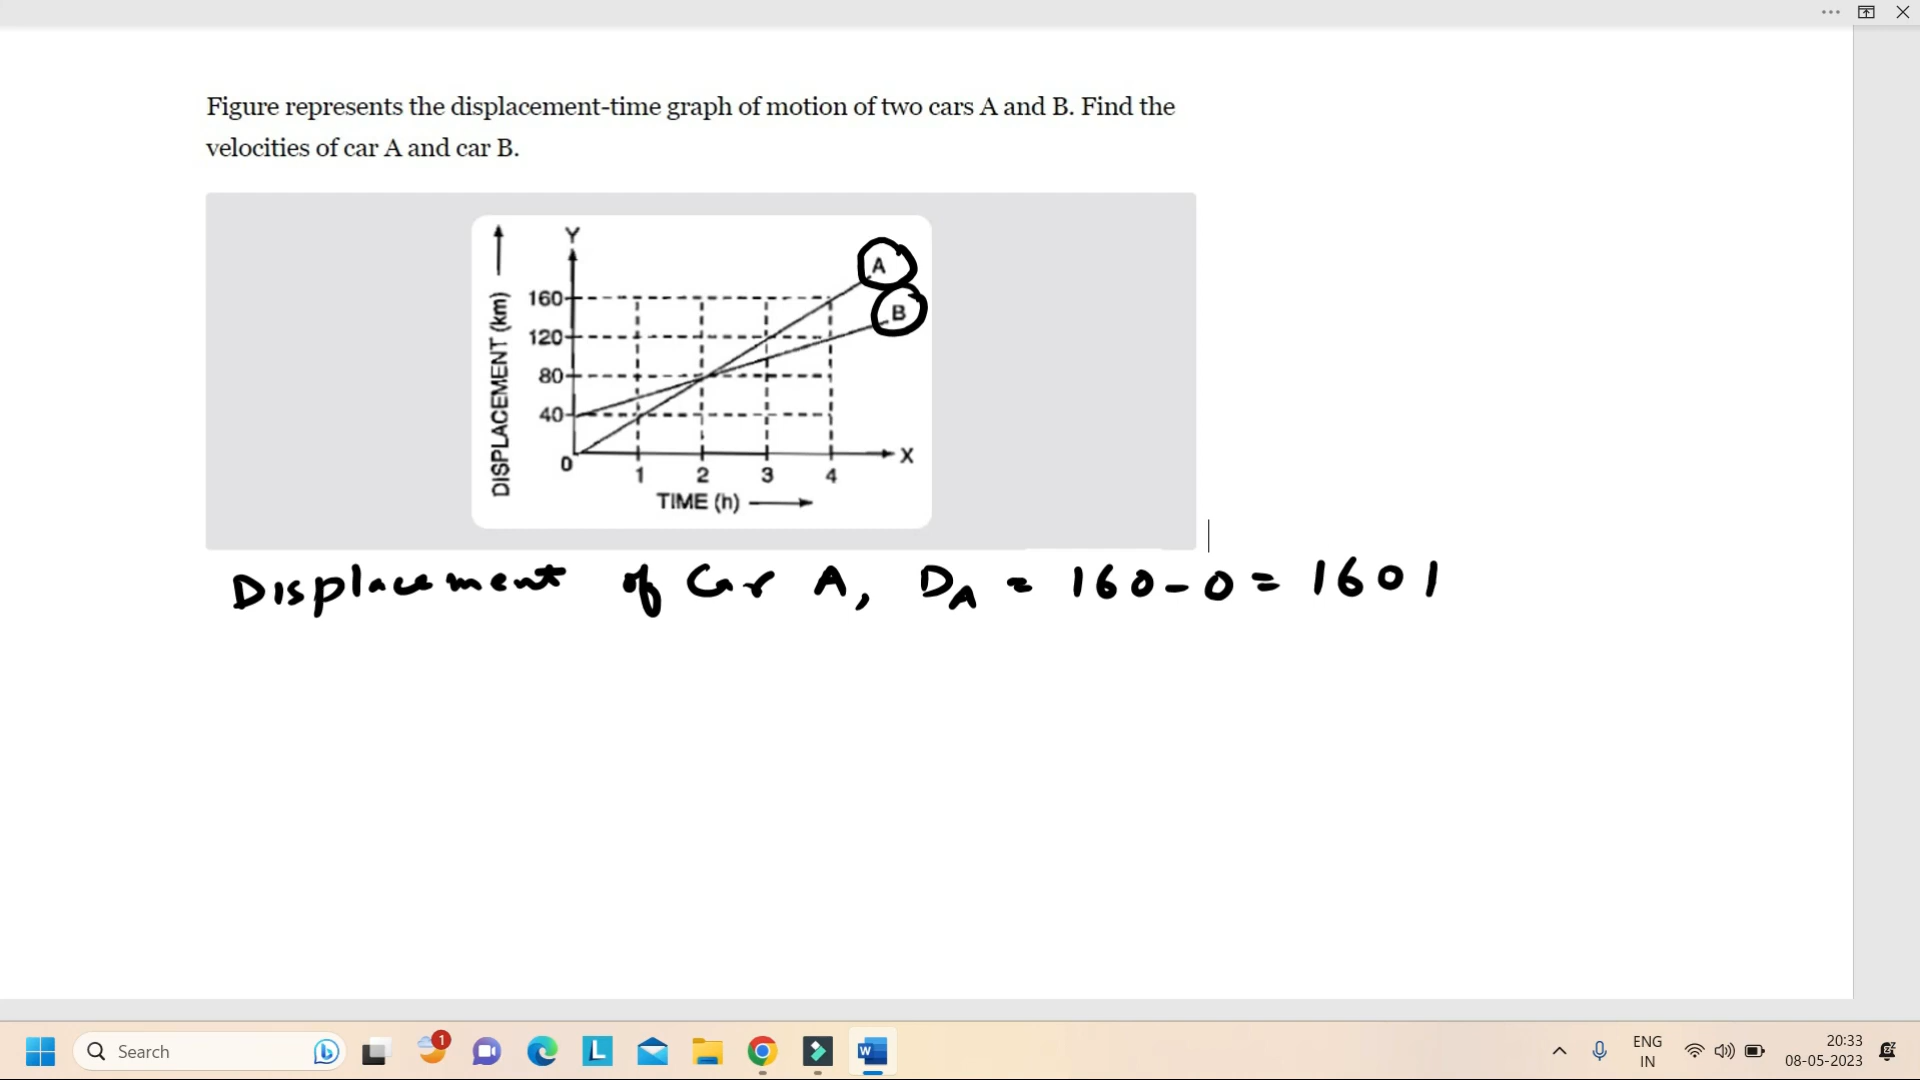 Figure represents the displacement-time graph of motion of two cars A and B. Find the
velocities of car A and car B.
Y
A
B
DISPLACEMENT (km)
160
120
80
40
0
X
1 2 3 4
TIME (h)
Displacement of Car A, DA = 160-0 = 1601
Search
1
L
W
ENG
IN
20:33
08-05-2023